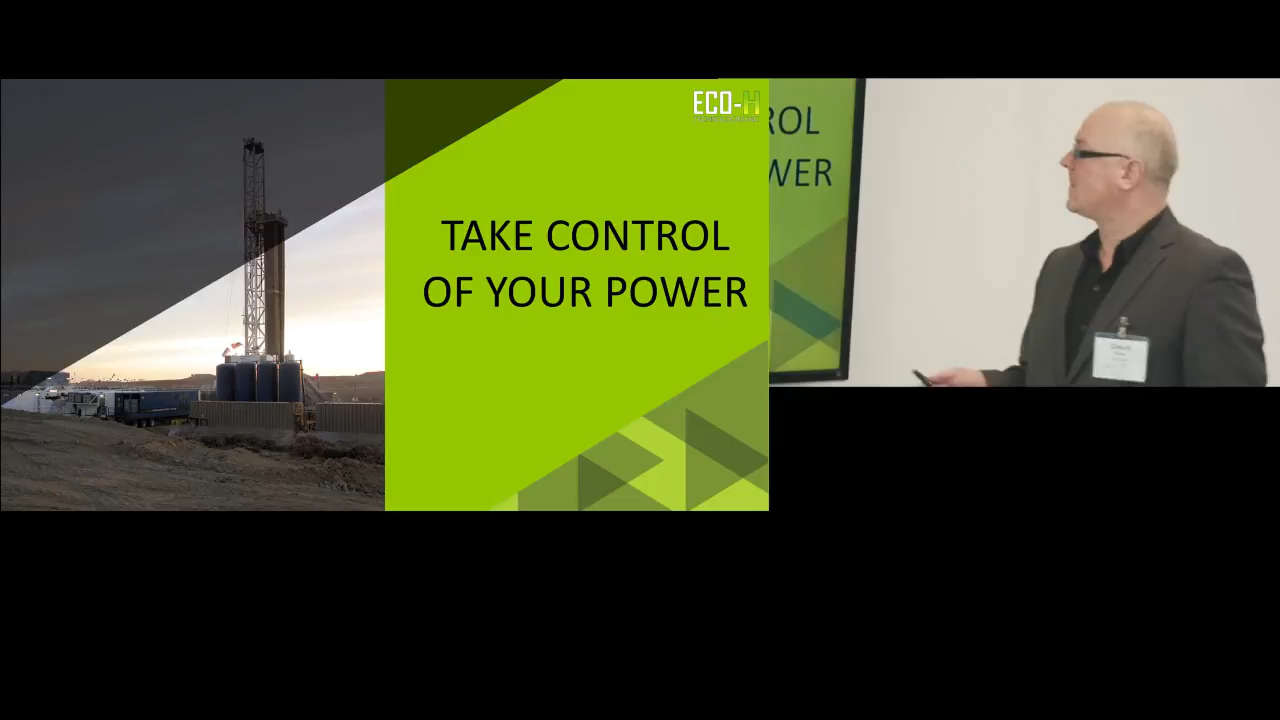 ECO-H
TAKE CONTROL
OF YOUR POWER
ROL
WER